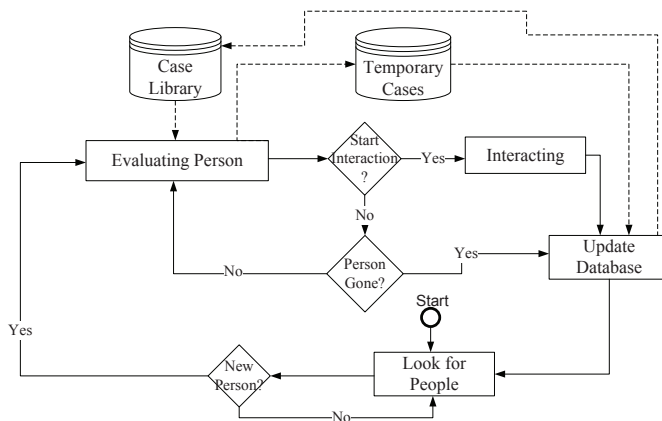 Case
Library
Temporary
Cases
Evaluating Person
Start
Interaction
?
Yes
Interacting
No
Person
Gone?
No
Yes
Update
Database
Start
Yes
New
Person?
Look for
People
No